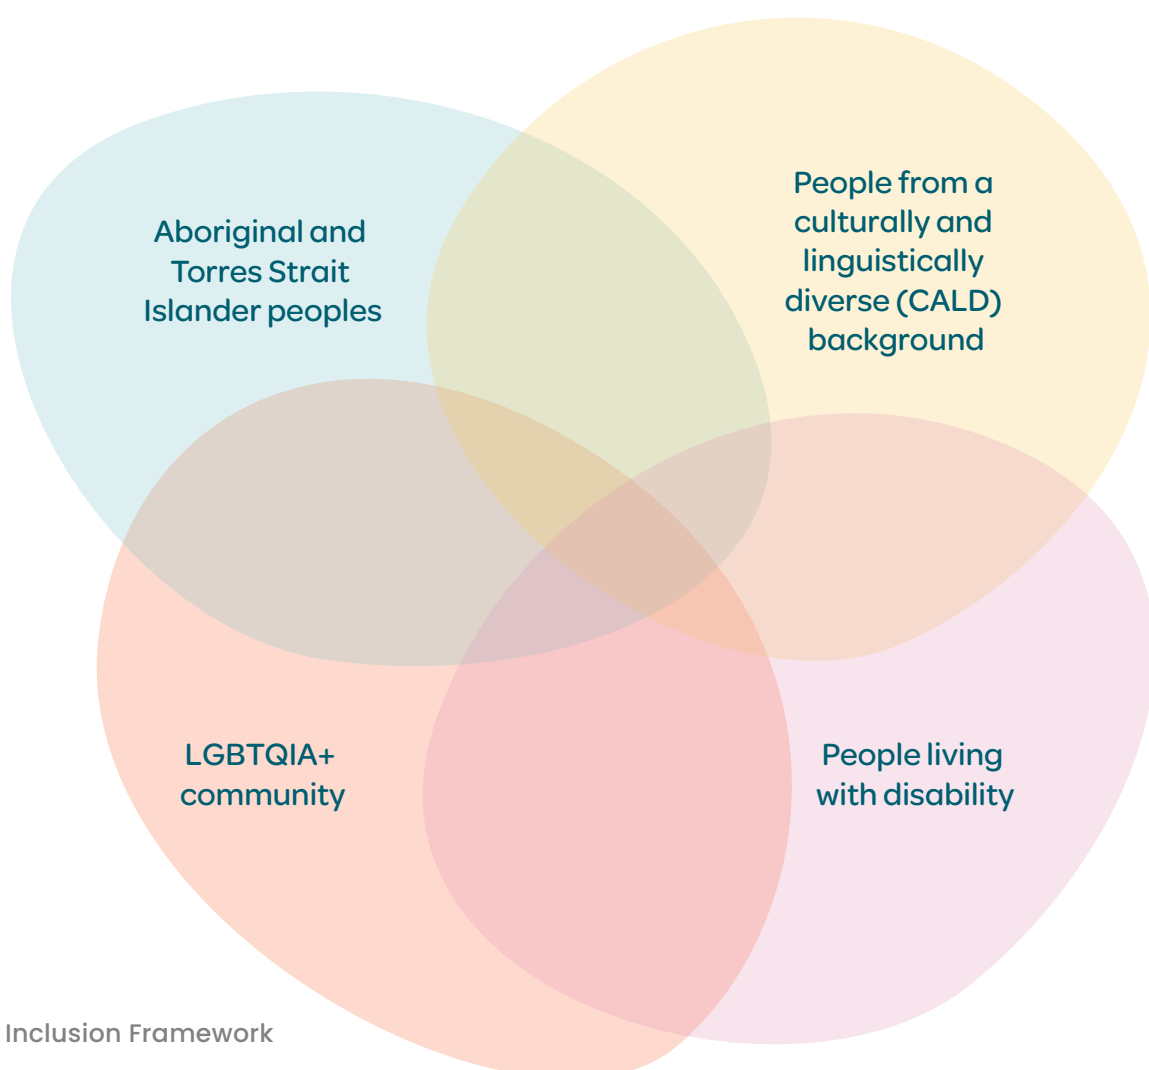 Aboriginal and
Torres Strait
Islander peoples
People from a
culturally and
linguistically
diverse (CALD)
background
LGBTQIA+
community
People living
with disability
Inclusion Framework